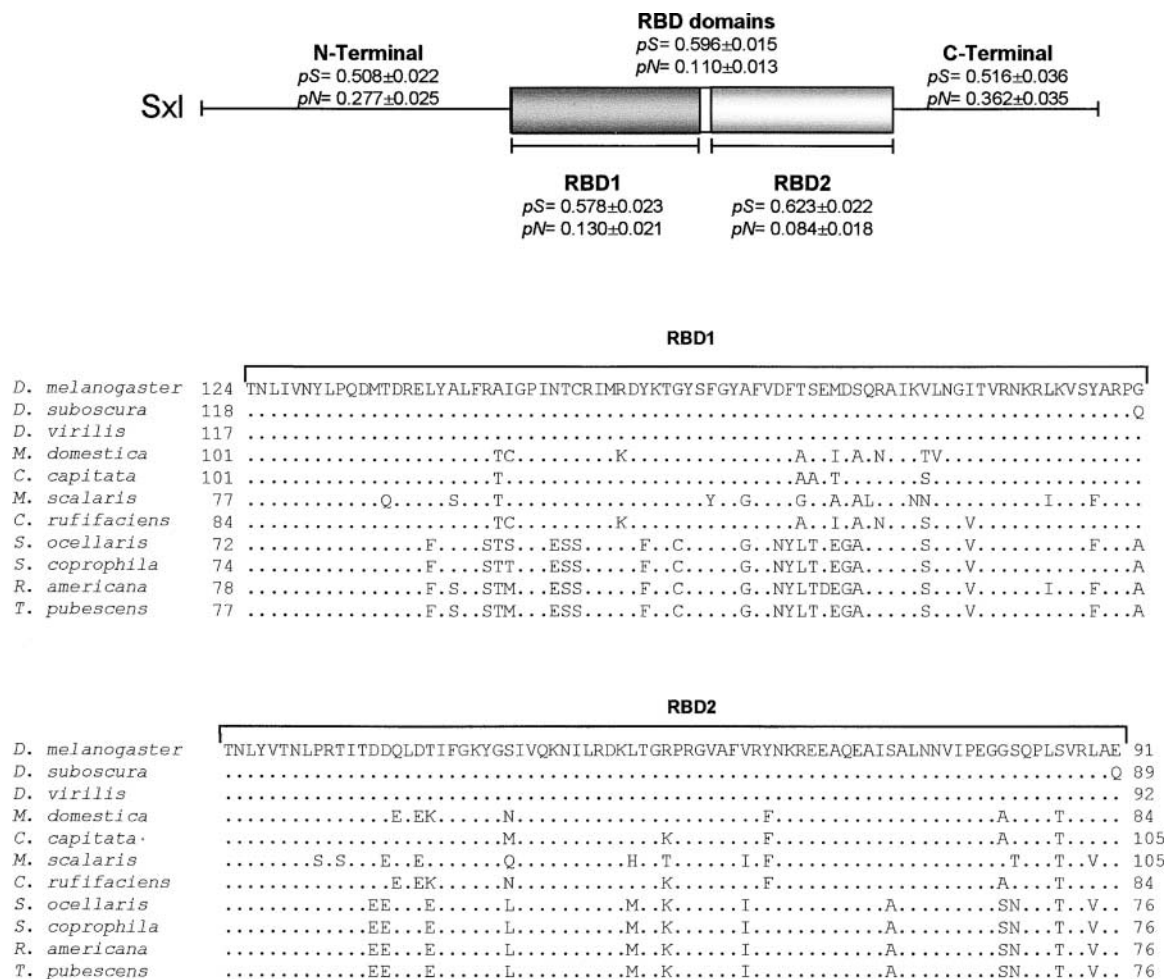 RBD domains
pS= 0.596±0.015
pN= 0.110±0.013
N-Terminal
pS= 0.508±0.022
pN= 0.277±0.025
C-Terminal
pS= 0.516±0.036
pN= 0.362±0.035
Sxl
RBD1
pS= 0.578±0.023
pN= 0.130±0.021
RBD2
pS= 0.623±0.022
pN= 0.084±0.018
RBD1
D. melanogaster 124 TNLIVNYLPQDMTDRELYALFRAIGPINTCRIMRDYKTGYSFGYAFVDFTSEMDSQRAIKVLNGITVRNKRLKVSYARPG
D. suboscura 118 ...............................................................................Q
D. virilis 117 ................................................................................
M. domestica 101 ......................TC.........K...............A..I.A.N...TV..................
C. capitata 101 ......................T..........................AA.T.......S...................
M. scalaris 77 ............Q.....S...T..................Y..G....G..A.AL...NN..........I...F....
C. rufifaciens 84 ......................TC.........K...............A..I.A.N...S...V...............
S. ocellaris 72 ................F....STS...ESS.....F..C.....G..NYLT.EGA.....S...V..........F...A
S. coprophila 74 ................F....STT...ESS.....F..C.....G..NYLT.EGA.....S...V..........F...A
R. americana 78 ................F.S..STM...ESS.....F..C.....G..NYLTDEGA.....S...V......I...F...A
T. pubescens 77 ................F.S..STM...ESS.....F..C.....G..NYLT.EGA.....S...V..........F...A
RBD2
D. melanogaster TNLYVTNLPRTITDDQLDTIFGKYGSIVQKNILRDKLTGRPRGVAFVRYNKREEAQEAISALNNVIPEGGSQPLSVRLAE 91
D. suboscura ...............................................................................Q 89
D. virilis ................................................................................ 92
M. domestica ...............E.EK......N......................F....................A....T..... 84
C. capitata· .........................M.............K........F....................A....T..... 105
M. scalaris ........S.S...E..E.......Q..........H..T......I.F.....................T...T..V.. 105
C. rufifaciens ...............E.EK......N.............K........F....................A....T..... 84
S. ocellaris .............EE...E......L..........M..K......I............A.........SN...T..V.. 76
S. coprophila .............EE...E......L..........M..K......I............A.........SN...T..V.. 76
R. americana .............EE...E......L..........M..K......I............A.........SN...T..V.. 76
T. pubescens .............EE...E......L..........M..K......I............A.........SN...T..V.. 76